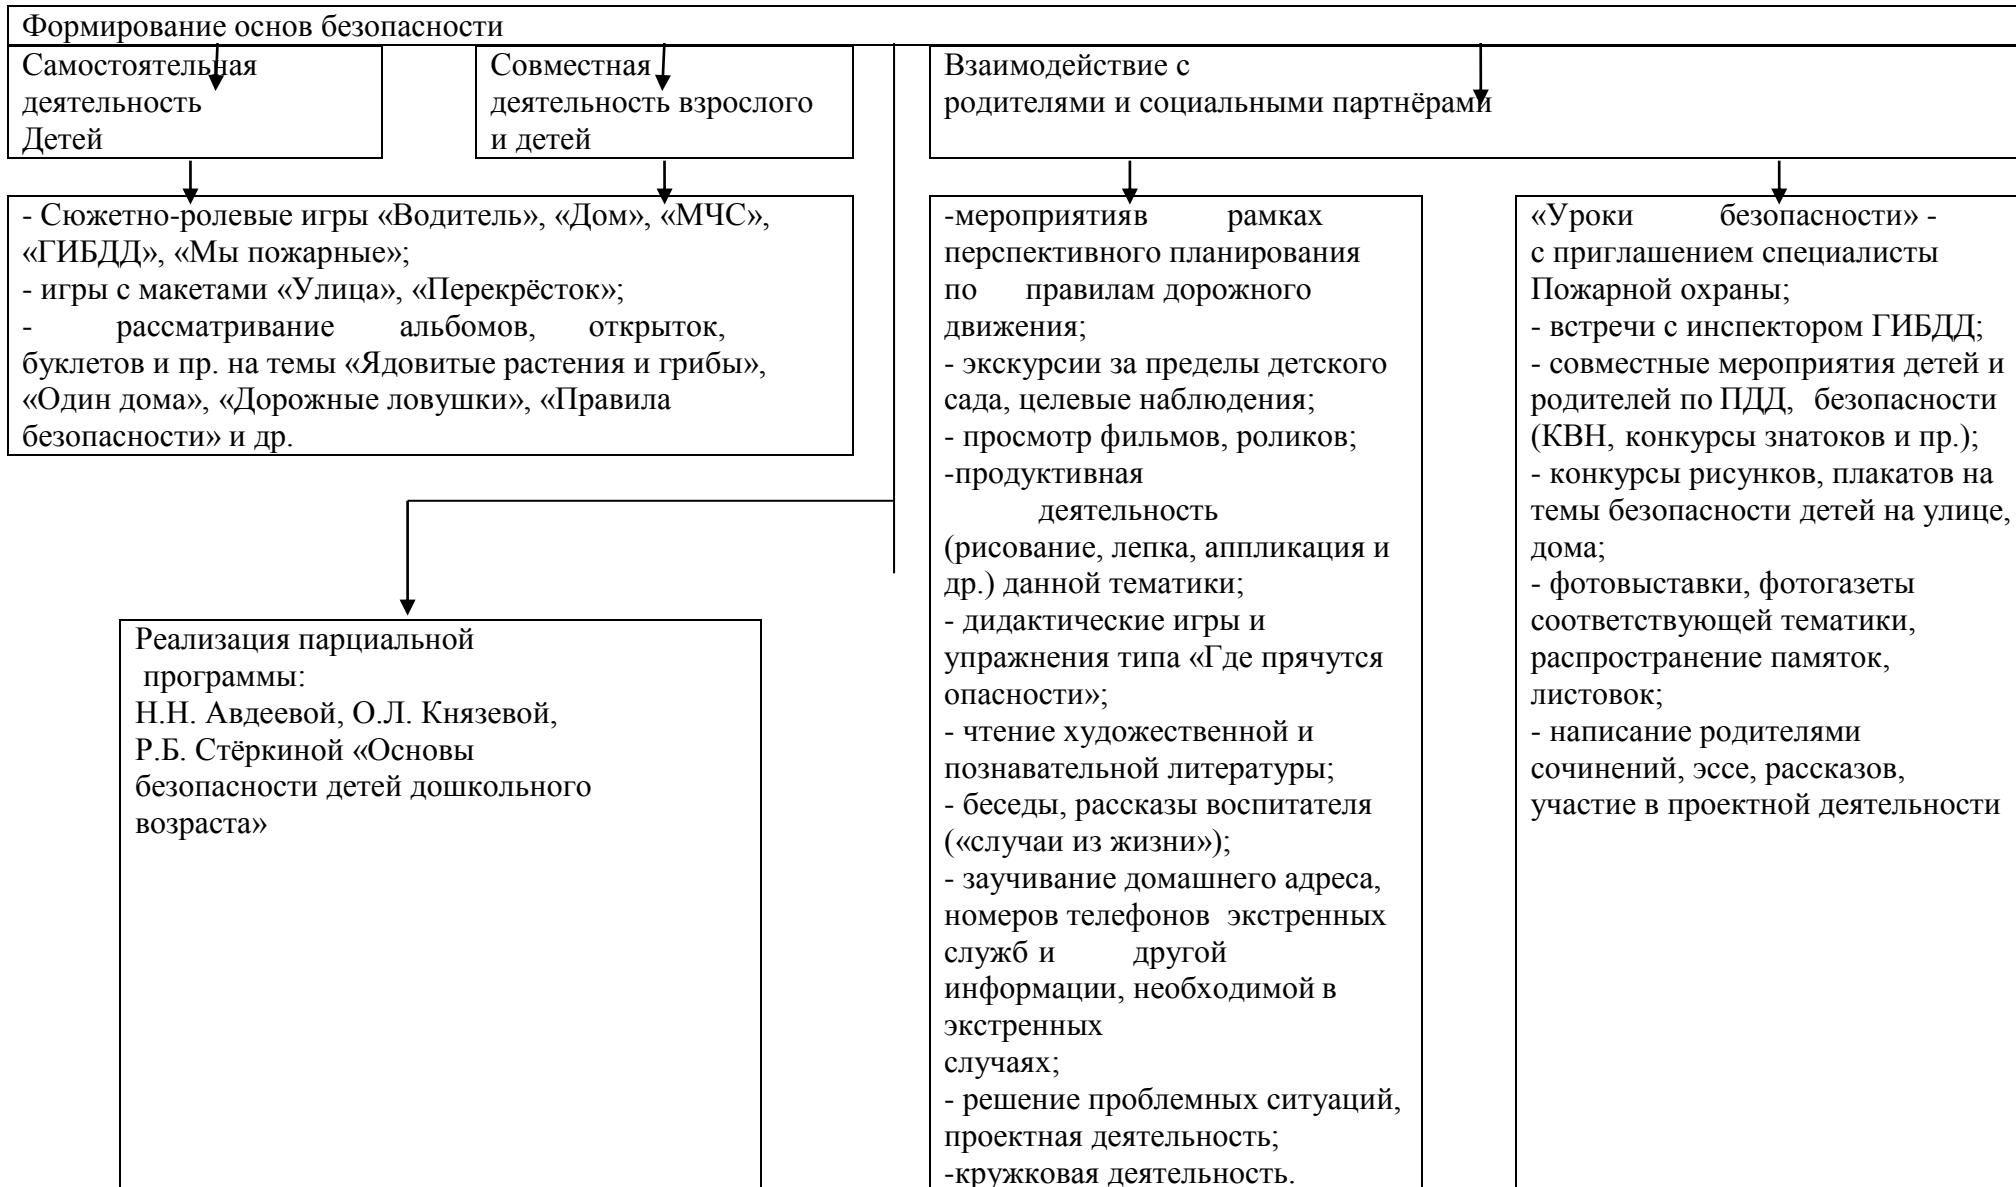 Формирование основ безопасности
Самостоятельная
деятельность
Детей
Совместная
деятельность взрослого
и детей
Взаимодействие с
родителями и социальными партнёрами
- Сюжетно-ролевые игры «Водитель», «Дом», «МЧС»,
«ГИБДД», «Мы пожарные»;
- игры с макетами «Улица», «Перекрёсток»;
- рассматривание альбомов, открыток,
буклетов и пр. на темы «Ядовитые растения и грибы»,
«Один дома», «Дорожные ловушки», «Правила
безопасности» и др.
Реализация парциальной
программы:
Н.Н. Авдеевой, О.Л. Князевой,
Р.Б. Стёркиной «Основы
безопасности детей дошкольного
возраста»
-мероприятияв рамках
перспективного планирования
по правилам дорожного
движения;
- экскурсии за пределы детского
сада, целевые наблюдения;
- просмотр фильмов, роликов;
-продуктивная
деятельность
(рисование, лепка, аппликация и
др.) данной тематики;
- дидактические игры и
упражнения типа «Где прячутся
опасности»;
- чтение художественной и
познавательной литературы;
- беседы, рассказы воспитателя
(«случаи из жизни»);
- заучивание домашнего адреса,
номеров телефонов экстренных
служб и другой
информации, необходимой в
экстренных
случаях;
- решение проблемных ситуаций,
проектная деятельность;
-кружковая деятельность.
«Уроки безопасности» -
с приглашением специалисты
Пожарной охраны;
- встречи с инспектором ГИБДД;
- совместные мероприятия детей и
родителей по ПДД, безопасности
(КВН, конкурсы знатоков и пр.);
- конкурсы рисунков, плакатов на
темы безопасности детей на улице,
дома;
- фотовыставки, фотогазеты
соответствующей тематики,
распространение памяток,
листовок;
- написание родителями
сочинений, эссе, рассказов,
участие в проектной деятельности